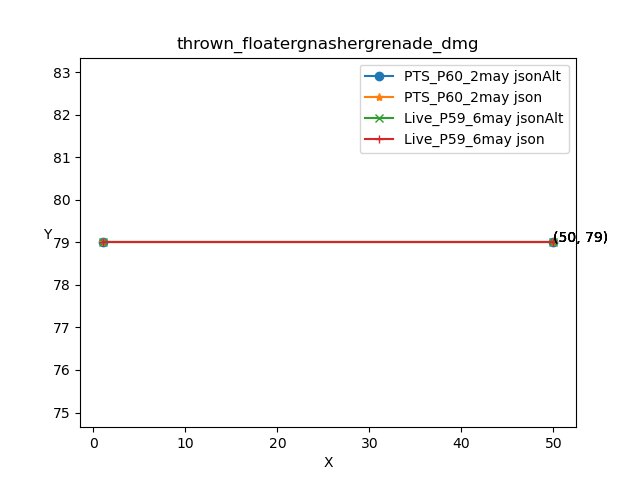 thrown_floatergnashergrenade_dmg
83
82
81
80
79
78
77
76
75
Y
PTS_P60_2may jsonAlt
PTS_P60_2may json
Live_P59_6may jsonAlt
Live_P59_6may json
(50, 79)
0 10 20 30 40 50
X